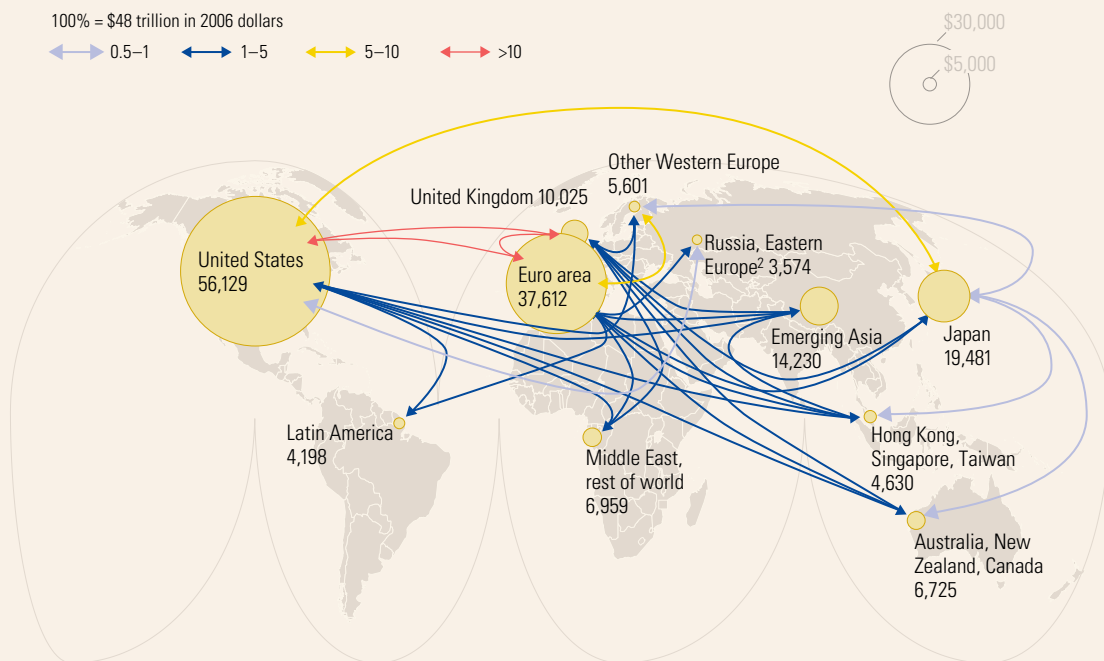 100% = $48 trillion in 2006 dollars
0.5–1
1–5
5–10
>10
$30,000
$5,000
Other Western Europe
5,601
United Kingdom 10,025
Russia, Eastern
Europe² 3,574
United States
56,129
Euro area
37,612
Emerging Asia
14,230
Japan
19,481
Latin America
4,198
Hong Kong,
Singapore, Taiwan
4,630
Middle East,
rest of world
6,959
Australia, New
Zealand, Canada
6,725